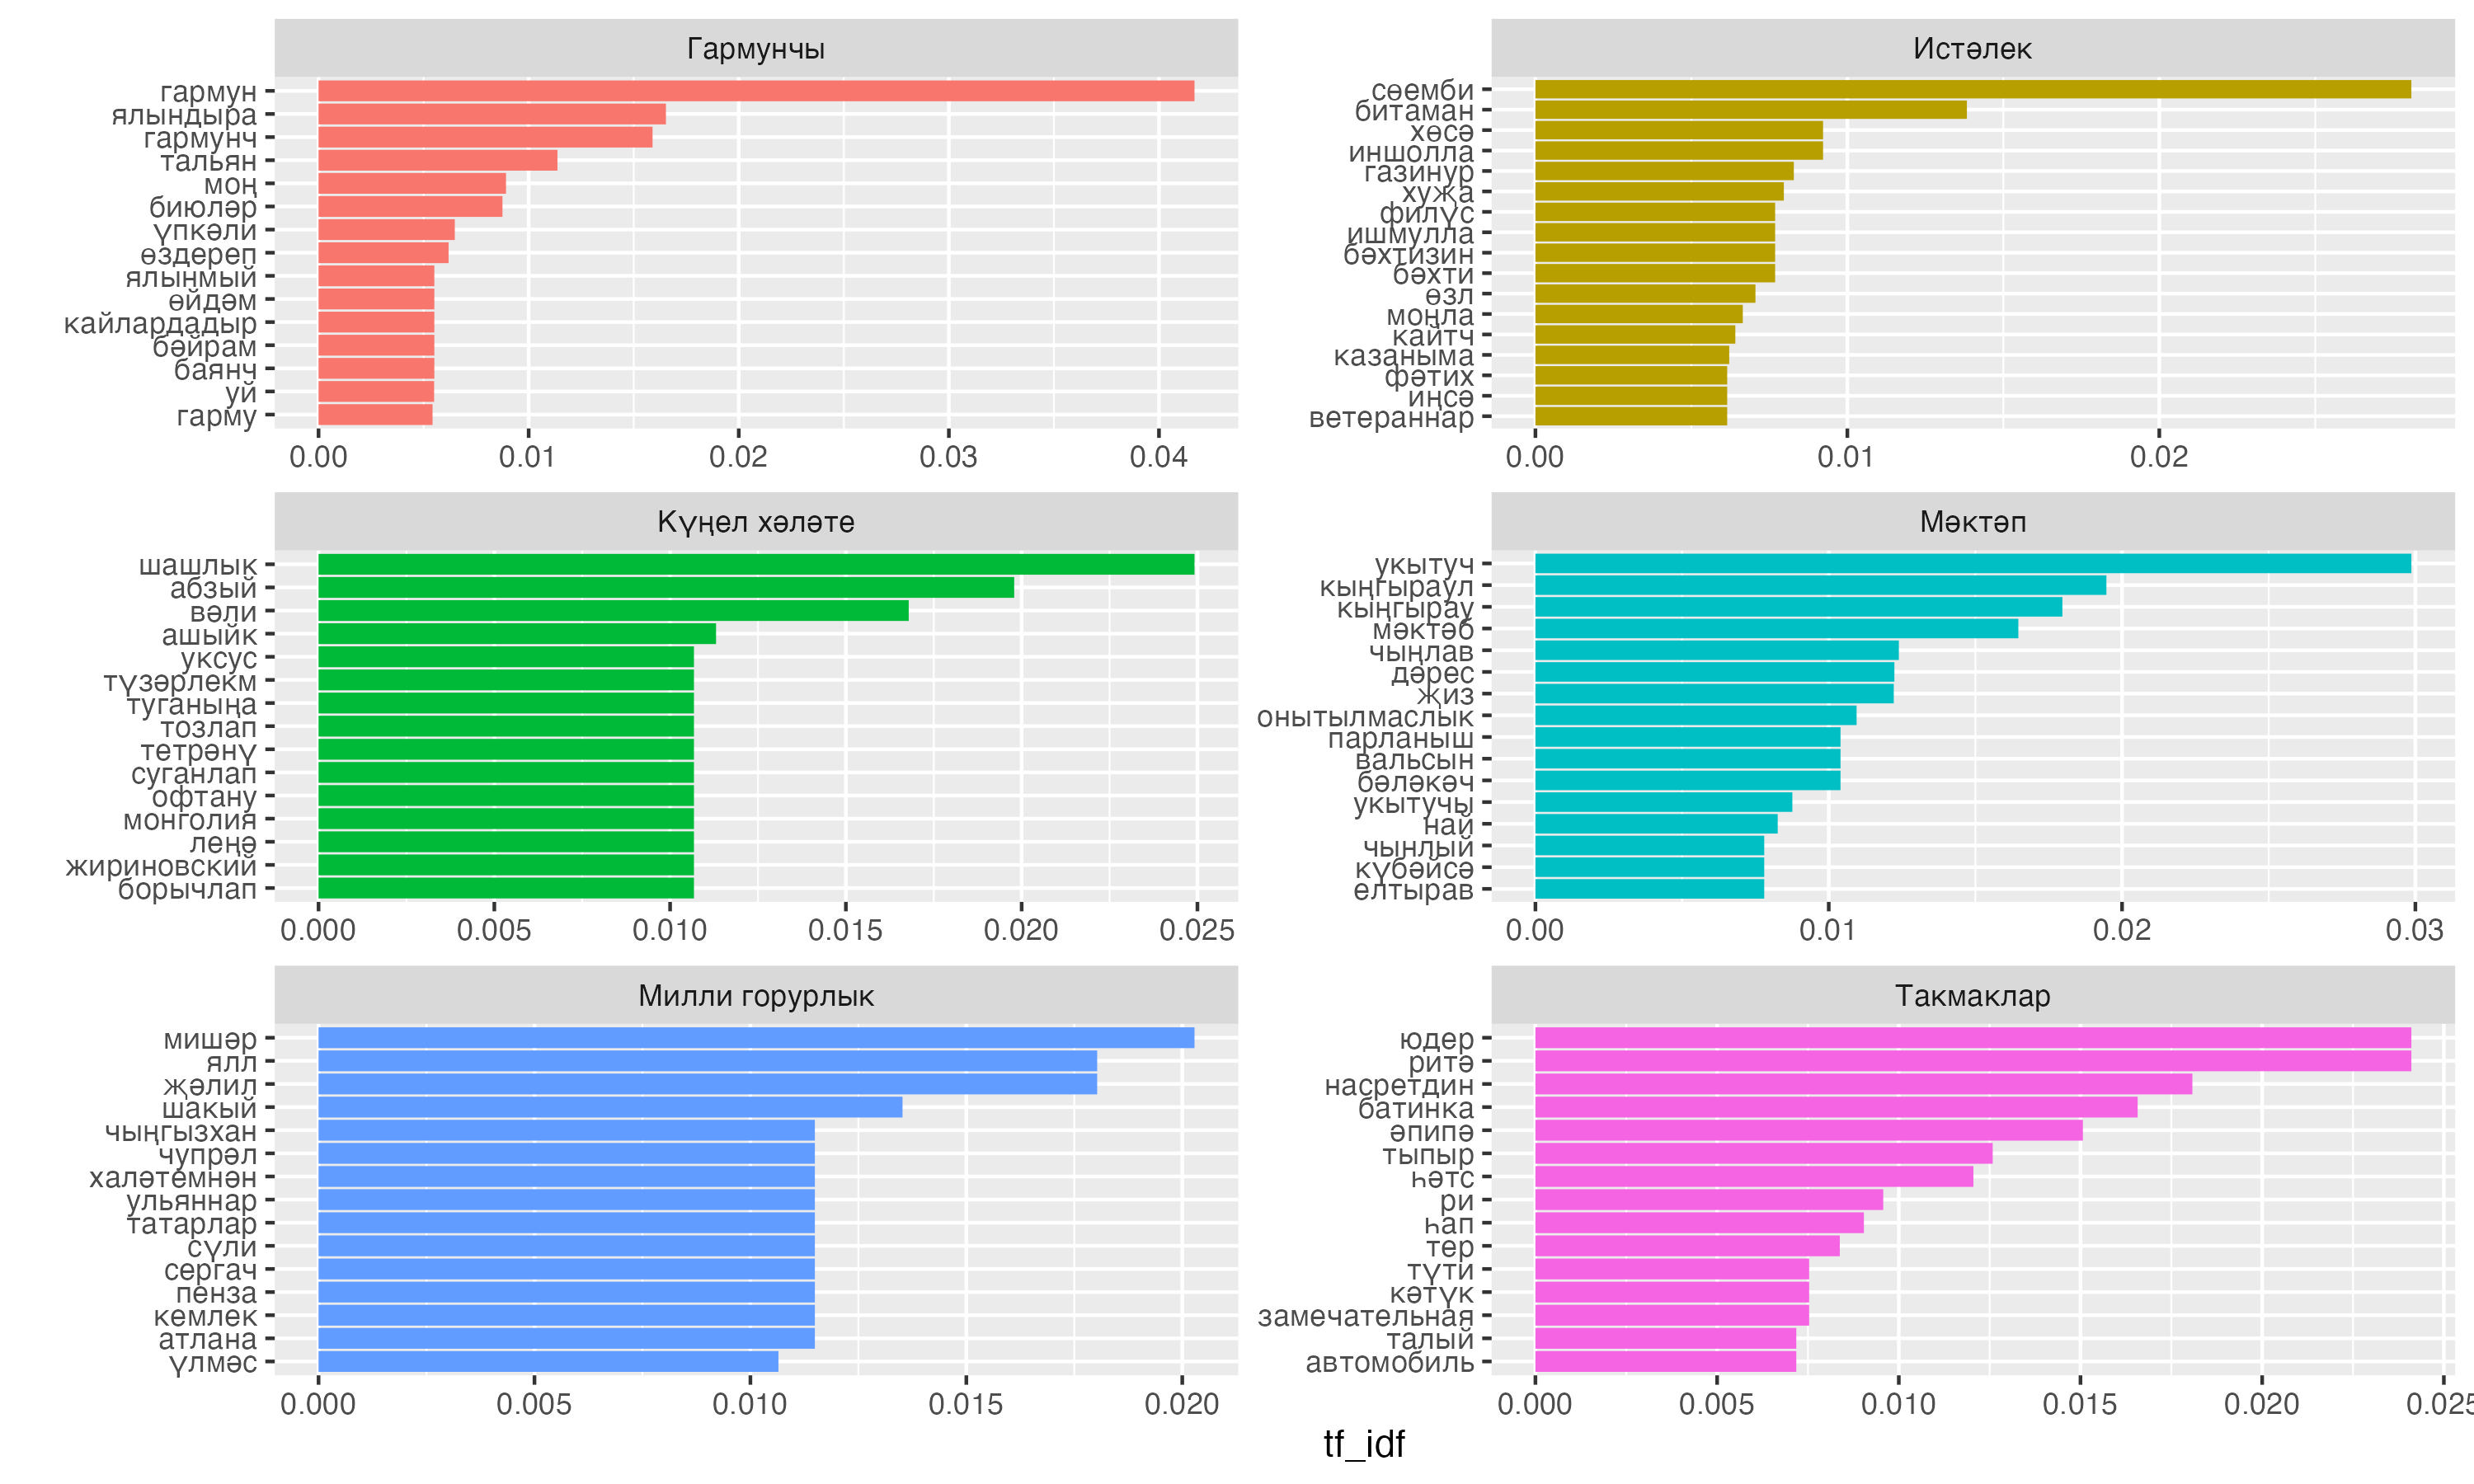 Гармунчы
гармун
ялындыра
гармунч
тальян
моң
биюләр
үпкәли
өздереп
ялынмый
өйдәм
кайлардадыр
бәйрам
баянч
уй
гарму
0.00 0.01 0.02 0.03 0.04
Истәлек
сөемби
битаман
хөсә
иншолла
газинур
хуҗа
филүс
ишмулла
бәхтизин
бәхти
өзл
моңла
кайтч
казаныма
фәтих
иңсә
ветераннар
0.00 0.01 0.02
Күңел хәләте
шашлык
абзый
вәли
ашыйк
уксус
түзәрлекм
туганыңа
тозлап
тетрәнү
суганлап
офтану
монголия
леңә
жириновский
борычлап
0.000 0.005 0.010 0.015 0.020 0.025
Мәктәп
укытуч
кыңгыраул
кыңгырау
мәктәб
чыңлав
дәрес
җиз
онытылмаслык
парланыш
вальсын
бәләкәч
укытучы
най
чынлый
күбәйсә
елтырав
0.00 0.01 0.02 0.03
Милли горурлык
мишәр
ялл
җәлил
шакый
чыңгызхан
чупрәл
халәтемнән
ульяннар
татарлар
сүли
сергач
пенза
кемлек
атлана
үлмәс
0.000 0.005 0.010 0.015 0.020
Такмаклар
юдер
ритә
насретдин
батинка
әпипә
тыпыр
һәтс
ри
һап
тер
түти
кәтүк
замечательная
талый
автомобиль
0.000 0.005 0.010 0.015 0.020 0.025
tf_idf